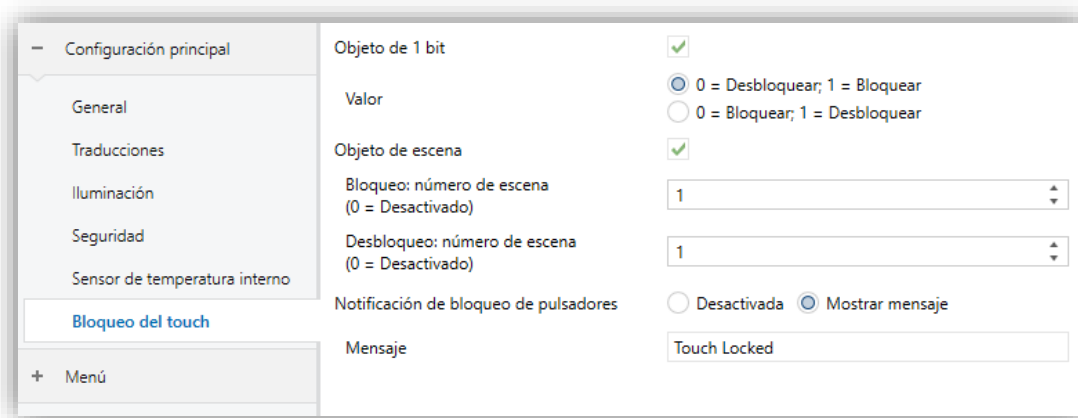 − Configuración principal
General
Traducciones
Iluminación
Seguridad
Sensor de temperatura interno
Bloqueo del touch
+ Menú
Objeto de 1 bit
Valor
0 = Desbloquear; 1 = Bloquear
0 = Bloquear; 1 = Desbloquear
Objeto de escena
Bloqueo: número de escena
(0 = Desactivado)
1
Desbloqueo: número de escena
(0 = Desactivado)
1
Notificación de bloqueo de pulsadores
Desactivada
Mostrar mensaje
Mensaje
Touch Locked